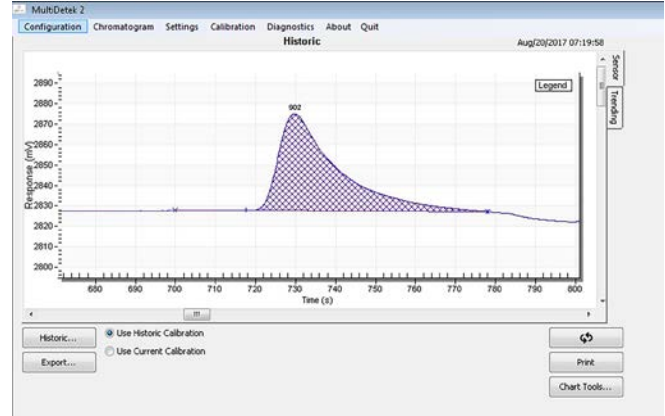 MultiDetek 2
Configuration Chromatogram Settings Calibration Diagnostics About Quit
Historic
Aug/20/2017 07:19:58
Sensor
Trending
Legend
Response (mV)
2890
2880
2870
2860
2850
2840
2830
2820
2810
2800
902
680 690 700 710 720 730 740 750 760 770 780 790 800
Time (s)
Historic...
Use Historic Calibration
Export...
Use Current Calibration
Print
Chart Tools...